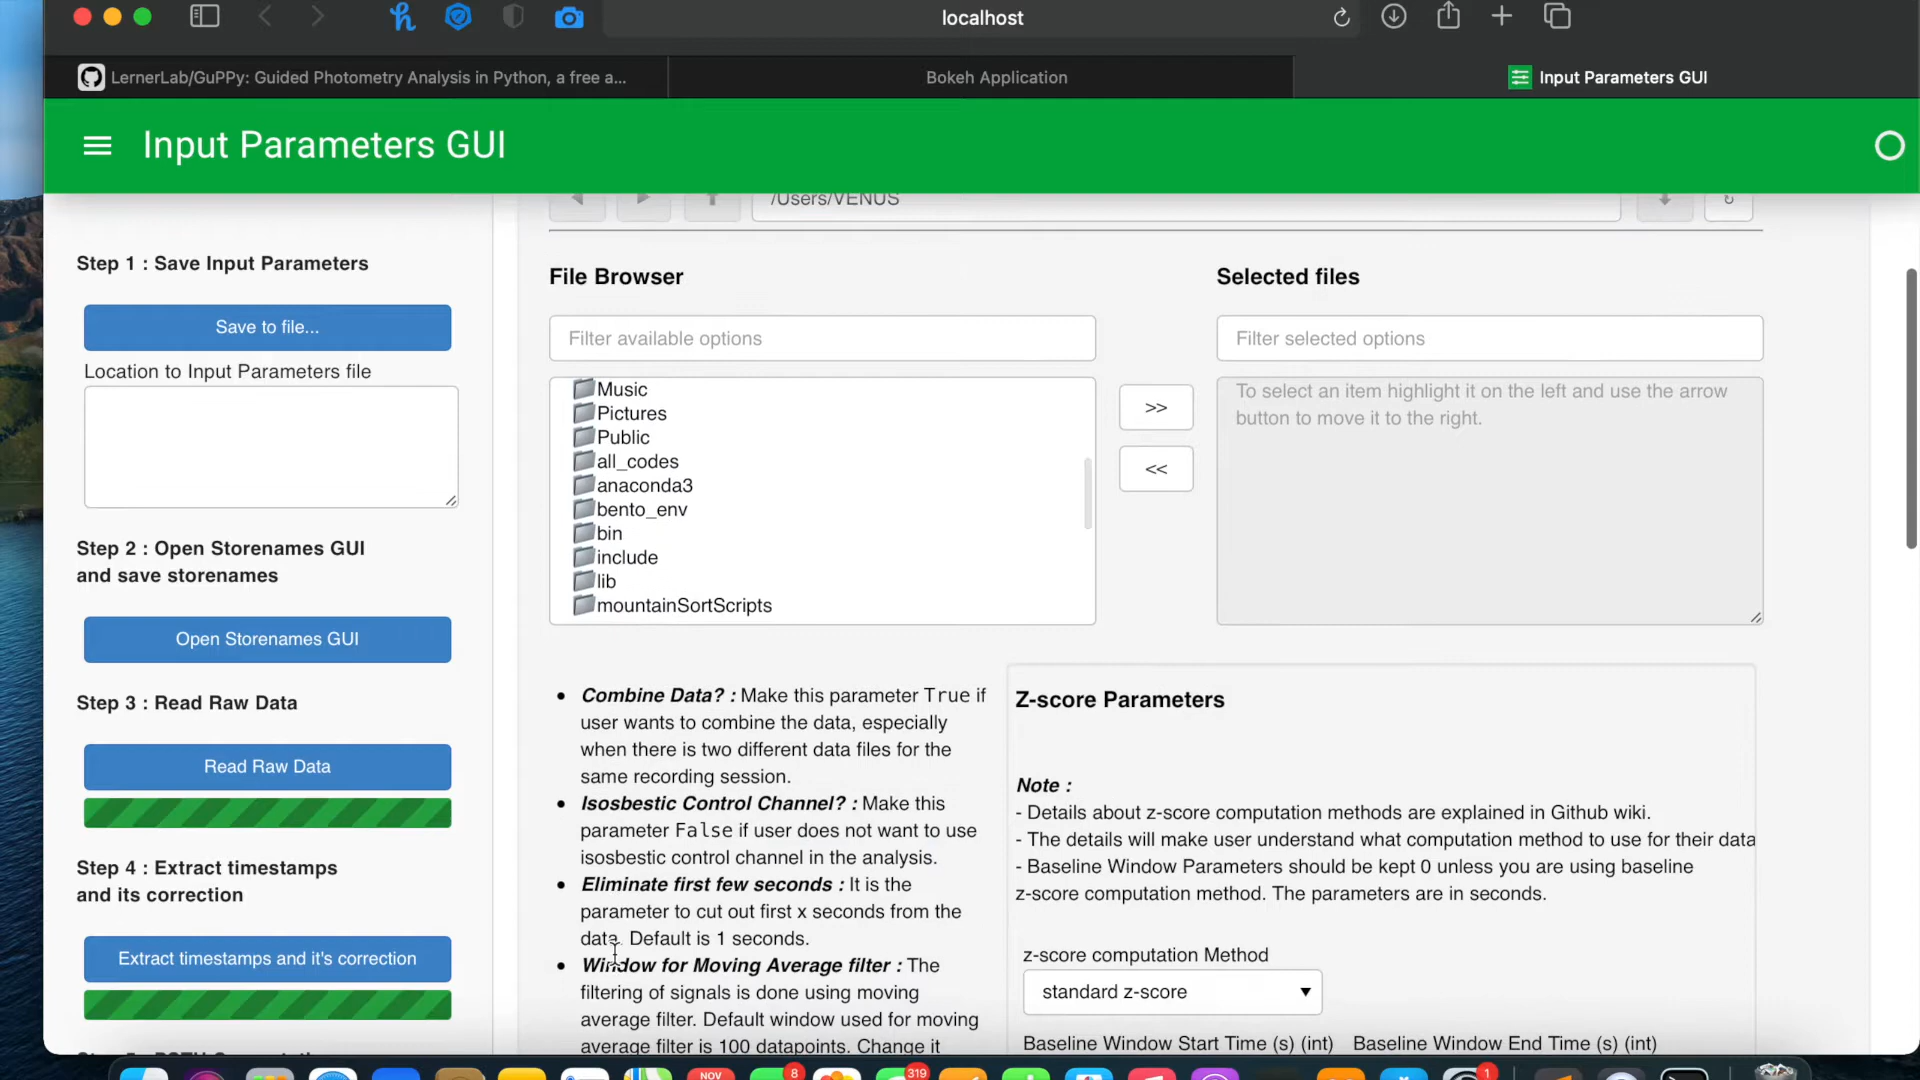 localhost
LernerLab/GuPPy: Guided Photometry Analysis in Python, a free a...
Bokeh Application
Input Parameters GUI
Input Parameters GUI
/Users/VENUS
Step 1 : Save Input Parameters
Save to file...
Location to Input Parameters file
Step 2 : Open Storenames GUI
and save storenames
Open Storenames GUI
Step 3 : Read Raw Data
Read Raw Data
Step 4 : Extract timestamps
and its correction
Extract timestamps and it's correction
File Browser
Filter available options
Music
Pictures
Public
all_codes
anaconda3
bento_env
bin
include
lib
mountainSortScripts
>>
<<
Selected files
Filter selected options
To select an item highlight it on the left and use the arrow
button to move it to the right.
• Combine Data? : Make this parameter True if
user wants to combine the data, especially
when there is two different data files for the
same recording session.
• Isosbestic Control Channel? : Make this
parameter False if user does not want to use
isosbestic control channel in the analysis.
• Eliminate first few seconds : It is the
parameter to cut out first x seconds from the
data. Default is 1 seconds.
• Window for Moving Average filter : The
filtering of signals is done using moving
average filter. Default window used for moving
average filter is 100 datapoints. Change it
Z-score Parameters
Note :
- Details about z-score computation methods are explained in Github wiki.
- The details will make user understand what computation method to use for their data
- Baseline Window Parameters should be kept 0 unless you are using baseline
z-score computation method. The parameters are in seconds.
z-score computation Method
standard z-score
Baseline Window Start Time (s) (int)
Baseline Window End Time (s) (int)
NOV
8
319
1